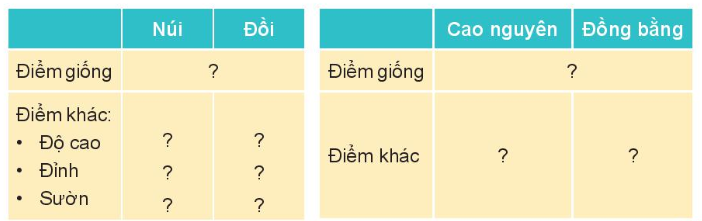 Núi Đồi
Điểm giống ?
Điểm khác:
• Độ cao ? ?
• Đỉnh ? ?
• Sườn ? ?
Cao nguyên Đồng bằng
Điểm giống ?
Điểm khác ? ?